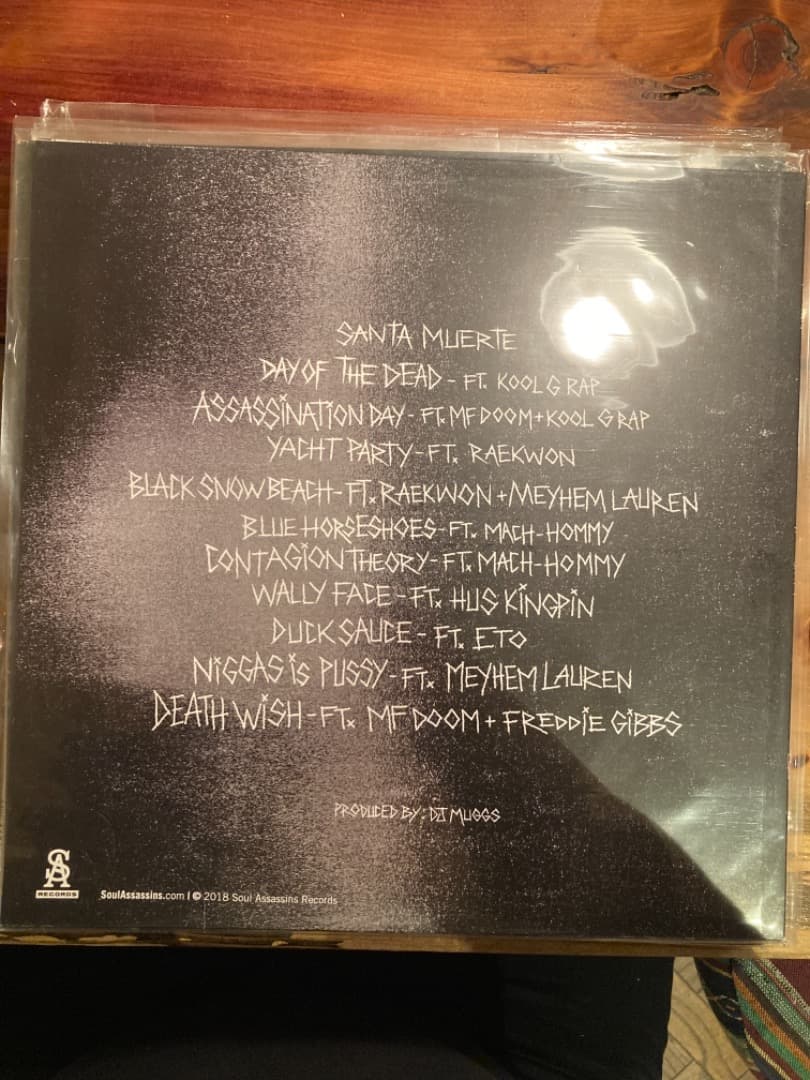 SANTA MUERTE
DAY OF THE DEAD - FT. KOOL G RAP
ASSASSINATION DAY - FT. MF DOOM + KOOL G RAP
YACHT PARTY - FT. RAEKWON
BLACK SNOW BEACH - FT. RAEKWON + MEYHEM LAUREN
BLUE HORSESHOES - FT. MACH-HOMMY
CONTAGION THEORY - FT. MACH-HOMMY
WALLY FACE - FT. HUS KINGPIN
DUCK SAUCE - FT. ETO
NIGGAS IS PUSSY - FT. MEYHEM LAUREN
DEATH WISH - FT. MF DOOM + FREDDIE GIBBS
PRODUCED BY: DJ MUGGS
SA
RECORDS
SoulAssassins.com | © 2018 Soul Assassins Records